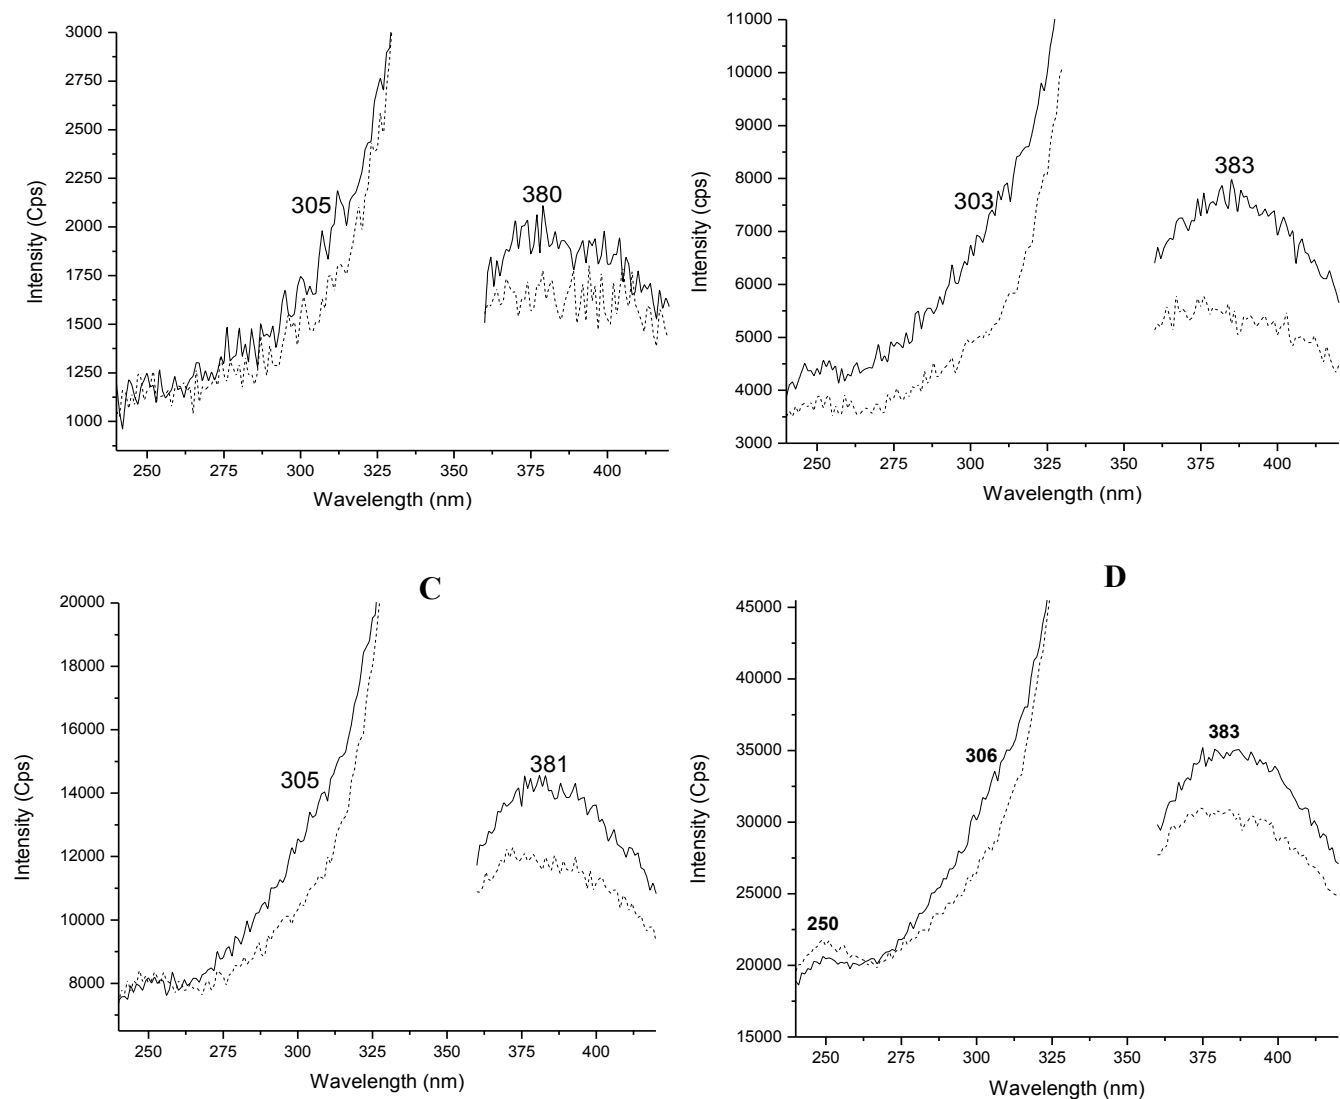 3000
2750
2500
2250
2000
1750
1500
1250
1000
Intensity (Cps)
305
380
250 275 300 325 350 375 400
Wavelength (nm)
11000
10000
9000
8000
7000
6000
5000
4000
3000
Intensity (cps)
303
383
250 275 300 325 350 375 400
Wavelength (nm)
C
20000
18000
16000
14000
12000
10000
8000
Intensity (Cps)
305
381
250 275 300 325 350 375 400
Wavelength (nm)
D
45000
40000
35000
30000
25000
20000
15000
Intensity (Cps)
250
306
383
250 275 300 325 350 375 400
Wavelength (nm)